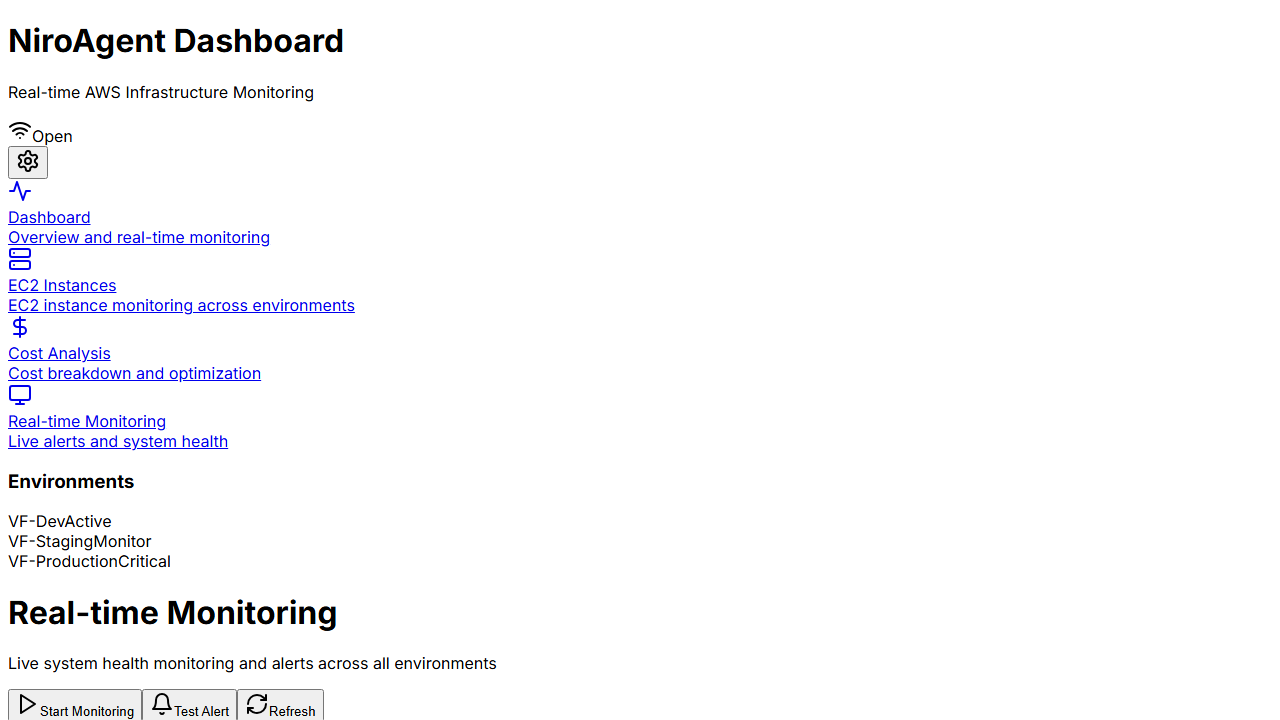 NiroAgent Dashboard
Real-time AWS Infrastructure Monitoring
Open
Dashboard
Overview and real-time monitoring
EC2 Instances
EC2 instance monitoring across environments
Cost Analysis
Cost breakdown and optimization
Real-time Monitoring
Live alerts and system health
Environments
VF-DevActive
VF-StagingMonitor
VF-ProductionCritical
Real-time Monitoring
Live system health monitoring and alerts across all environments
Start Monitoring Test Alert Refresh